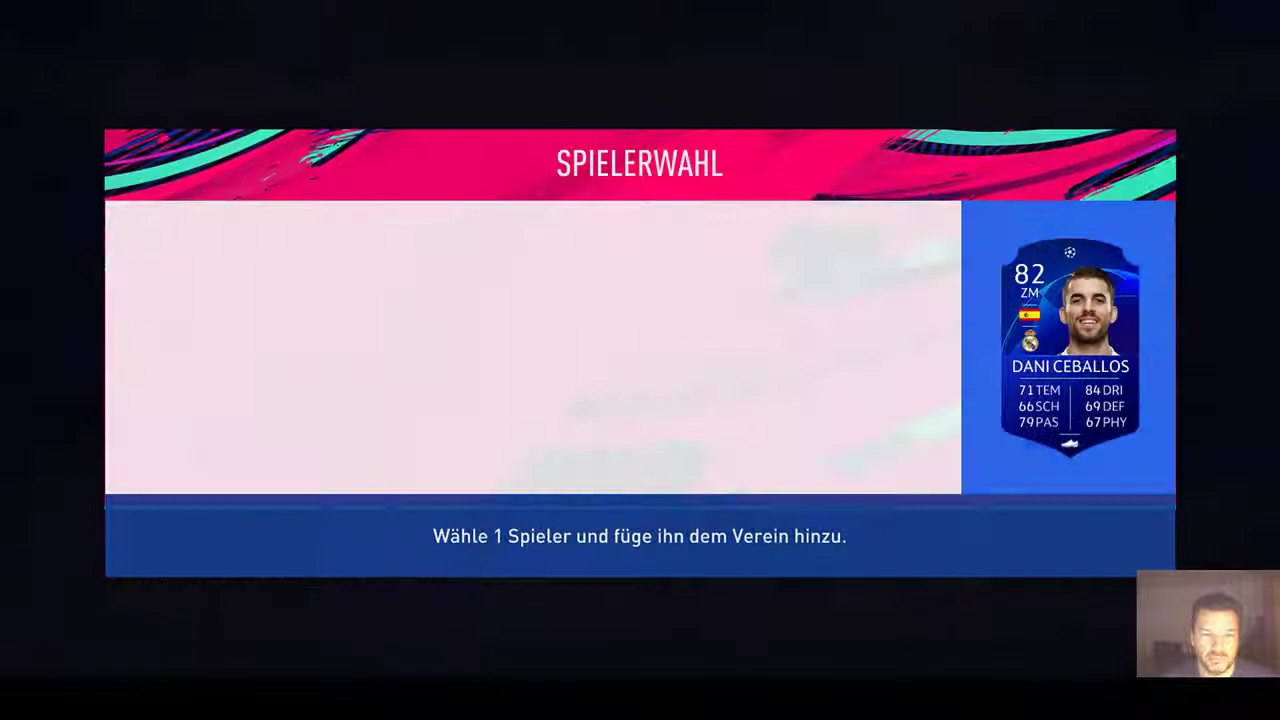 SPIELERWAHL
82
ZM
DANI CEBALLOS
71 TEM 84 DRI
66 SCH 69 DEF
79 PAS 67 PHY
Wähle 1 Spieler und füge ihn dem Verein hinzu.